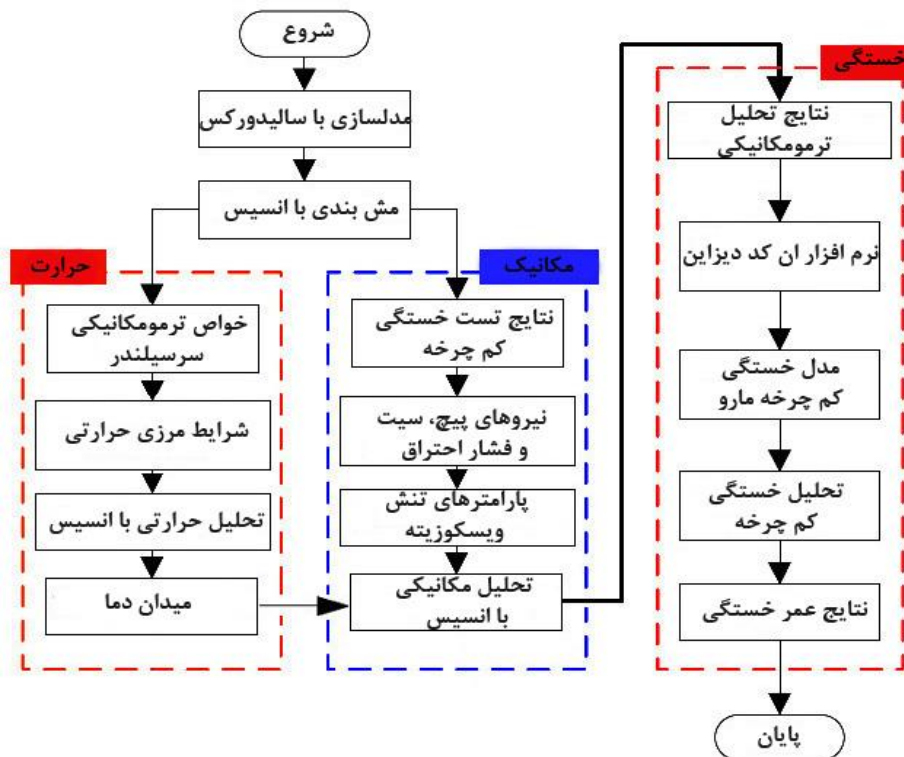 شروع
مدلسازی با سالیدورکس
مش بندی با انسیس
حرارت
خواص ترمومکانیکی
سرسیلندر
شرایط مرزی حرارتی
تحلیل حرارتی با انسیس
میدان دما
مکانیک
نتایج تست خستگی
کم چرخه
نیروهای پیچ، سیت
و فشار احتراق
پارامترهای تنش
ویسکوزیته
تحلیل مکانیکی
با انسیس
خستگی
نتایج تحلیل
ترمومکانیکی
نرم افزار ان کد دیزاین
مدل خستگی
کم چرخه مارو
تحلیل خستگی
کم چرخه
نتایج عمر خستگی
پایان